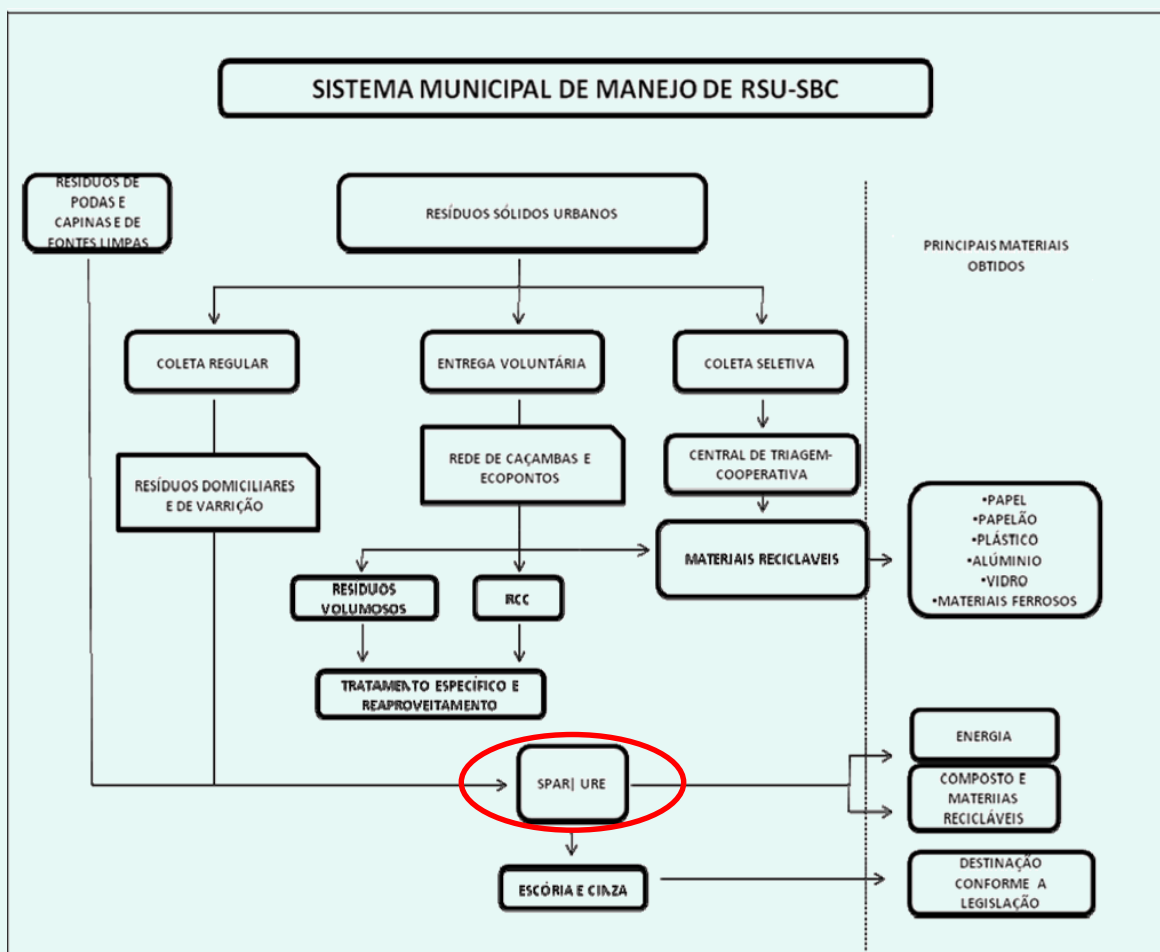 SISTEMA MUNICIPAL DE MANEJO DE RSU-SBC
RESÍDUOS DE
PODAS E
CAPINAS E DE
FONTES LIMPAS
RESÍDUOS SÓLIDOS URBANOS
PRINCIPAIS MATERIAIS
OBTIDOS
COLETA REGULAR
ENTREGA VOLUNTÁRIA
COLETA SELETIVA
RESÍDUOS DOMICILIARES
E DE VARRIÇÃO
REDE DE CAÇAMBAS E
ECOPONTOS
CENTRAL DE TRIAGEM-
COOPERATIVA
MATERIAIS RECICLAVEIS
•PAPEL
•PAPELÃO
•PLÁSTICO
•ALÚMINIO
•VIDRO
•MATERIAIS FERROSOS
RESIDUOS
VOLUMOSOS
RCC
TRATAMENTO ESPECÍFICO E
REAPROVEITAMENTO
SPAR| URE
ENERGIA
COMPOSTO E
MATERIIAS
RECICLÁVEIS
ESCÓRIA E CINZA
DESTINAÇÃO
CONFORME A
LEGISLAÇÃO